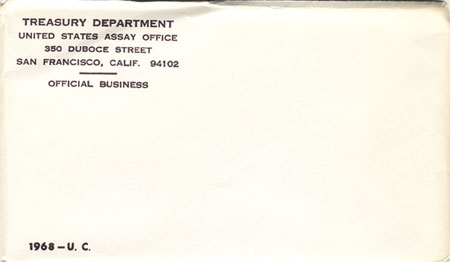 TREASURY DEPARTMENT
UNITED STATES ASSAY OFFICE
350 DUBOCE STREET
SAN FRANCISCO, CALIF. 94102
OFFICIAL BUSINESS
1968 – U. C.